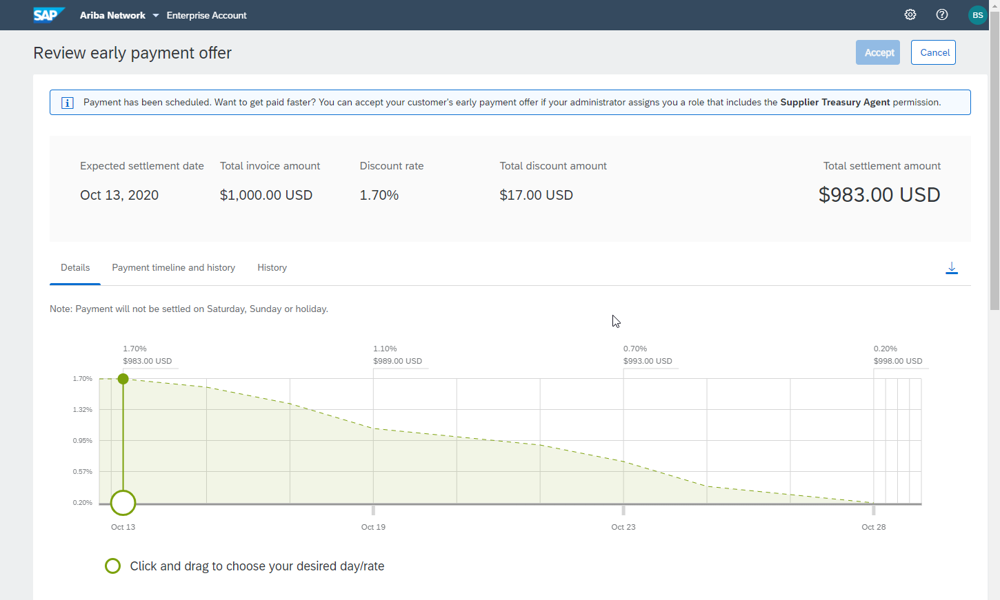 SAP Ariba Network Enterprise Account BS
Review early payment offer
Accept Cancel
Payment has been scheduled. Want to get paid faster? You can accept your customer's early payment offer if your administrator assigns you a role that includes the Supplier Treasury Agent permission.
Expected settlement date Total invoice amount Discount rate Total discount amount Total settlement amount
Oct 13, 2020 $1,000.00 USD 1.70% $17.00 USD $983.00 USD
Details Payment timeline and history History
Note: Payment will not be settled on Saturday, Sunday or holiday.
1.70% 1.10% 0.70% 0.20%
$983.00 USD $989.00 USD $993.00 USD $998.00 USD
1.70%
1.32%
0.95%
0.57%
0.20%
Oct 13 Oct 19 Oct 23 Oct 28
Click and drag to choose your desired day/rate